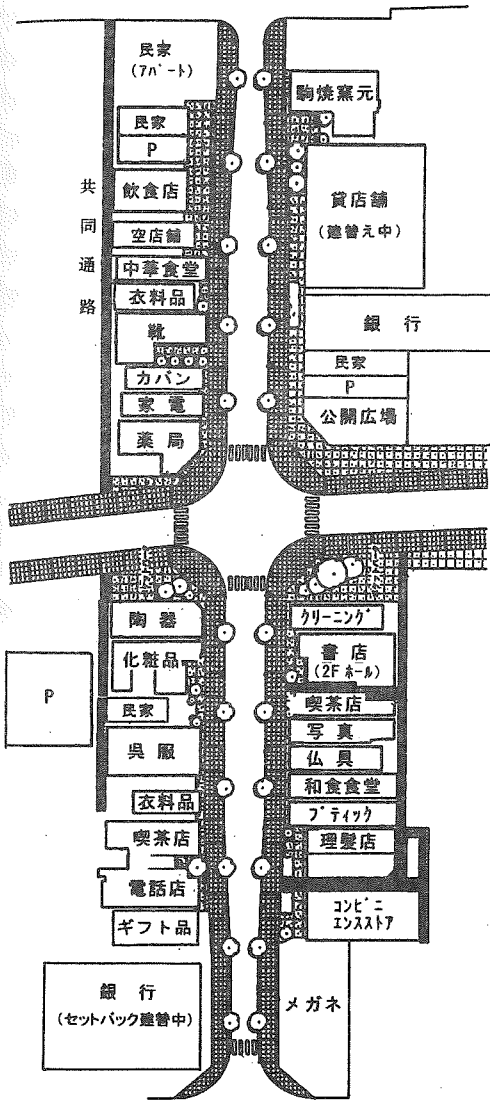 民家
(アパート)
民家
P
飲食店
空店舗
中華食堂
衣料品
靴
カバン
家電
薬局
共同通路
駒焼窯元
貸店舗
(建替え中)
銀行
民家
P
公開広場
陶器
化粧品
P
民家
呉服
衣料品
喫茶店
電話店
ギフト品
銀行
(セットバック建替中)
クリーニング
書店
(2F ホール)
喫茶店
写真
仏具
和食食堂
ブティック
理髪店
コンビニ
エンスストア
メガネ